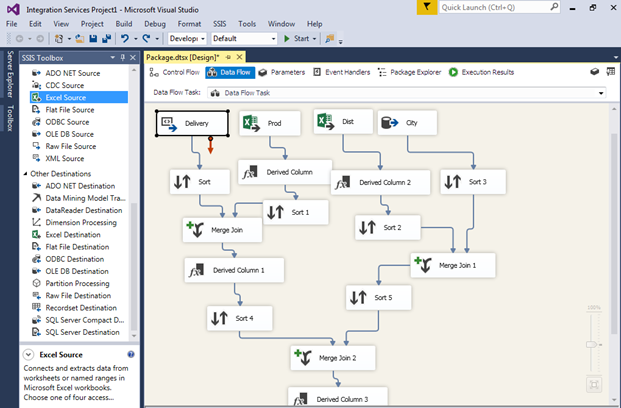 Integration Services Project1 - Microsoft Visual Studio
Quick Launch (Ctrl+Q)
File Edit View Project Build Debug Format SSIS Tools Window Help
Developi Default Start
Server Explorer
Toolbox
SSIS Toolbox
ADO NET Source
CDC Source
Excel Source
Flat File Source
ODBC Source
OLE DB Source
Raw File Source
XML Source
Other Destinations
ADO NET Destination
Data Mining Model Tra...
DataReader Destination
Dimension Processing
Excel Destination
Flat File Destination
ODBC Destination
OLE DB Destination
Partition Processing
Raw File Destination
Recordset Destination
SQL Server Compact D...
SQL Server Destination
Excel Source
Connects and extracts data from
worksheets or named ranges in
Microsoft Excel workbooks.
Choose one of four access...
Package.dtsx [Design]*
Control Flow Data Flow Parameters Event Handlers Package Explorer Execution Results
Data Flow Task: Data Flow Task
Delivery Prod Dist City
Sort Derived Column Derived Column 2 Sort 3
Sort 1
Merge Join Sort 2
Derived Column 1 Merge Join 1
Sort 5
Sort 4
Merge Join 2
Derived Column 3
100%